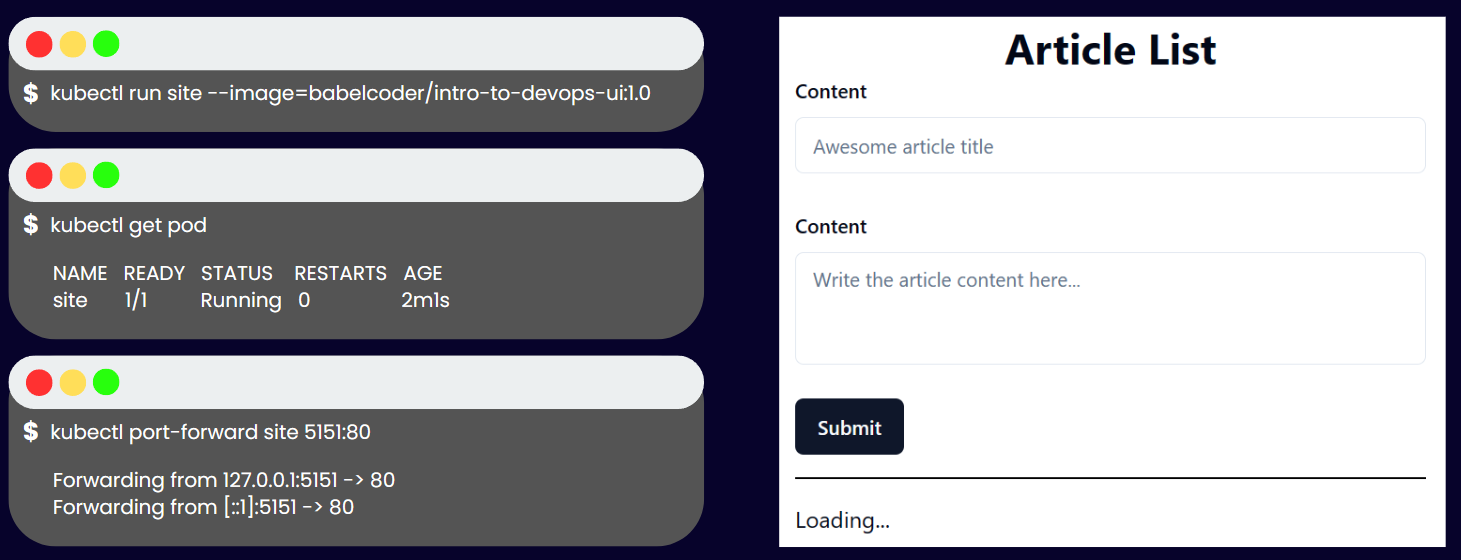 $ kubectl run site --image=babelcoder/intro-to-devops-ui:1.0
$ kubectl get pod
NAME READY STATUS RESTARTS AGE
site 1/1 Running 0 2m1s
$ kubectl port-forward site 5151:80
Forwarding from 127.0.0.1:5151 -> 80
Forwarding from [::1]:5151 -> 80
Article List
Content
Awesome article title
Content
Write the article content here...
Submit
Loading...